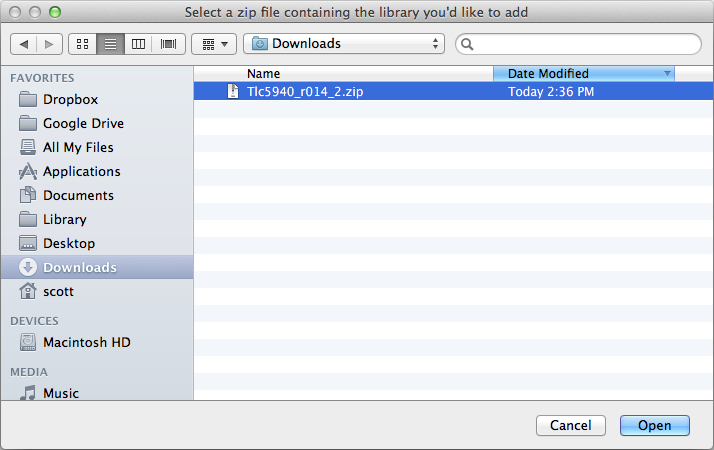 Select a zip file containing the library you'd like to add
Downloads
FAVORITES
Dropbox
Google Drive
All My Files
Applications
Documents
Library
Desktop
Downloads
scott
DEVICES
Macintosh HD
MEDIA
Music
Name Date Modified
Tlc5940_r014_2.zip Today 2:36 PM
Cancel Open